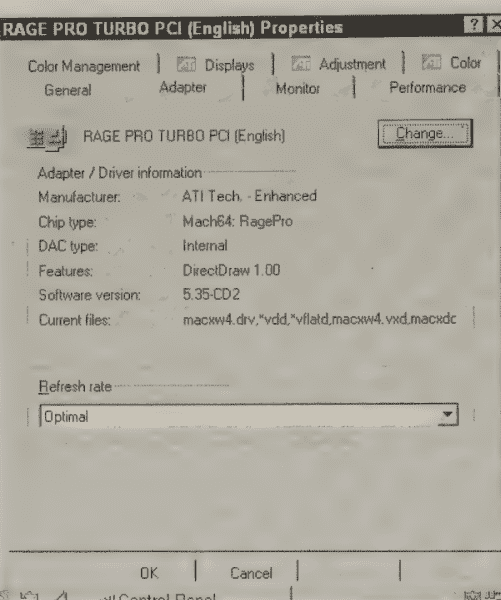 RAGE PRO TURBO PCI (English) Properties ? X
Color Management Displays Adjustment Color
General Adapter Monitor Performance
RAGE PRO TURBO PCI (English) Change...
Adapter / Driver information
Manufacturer: ATI Tech. - Enhanced
Chip type: Mach64: RagePro
DAC type: Internal
Features: DirectDraw 1.00
Software version: 5.35-CD2
Current files: macxw4.drv,*vdd,*vflatd,macxw4.vxd,macxdc
Refresh rate
Optimal
OK Cancel
Control Panel